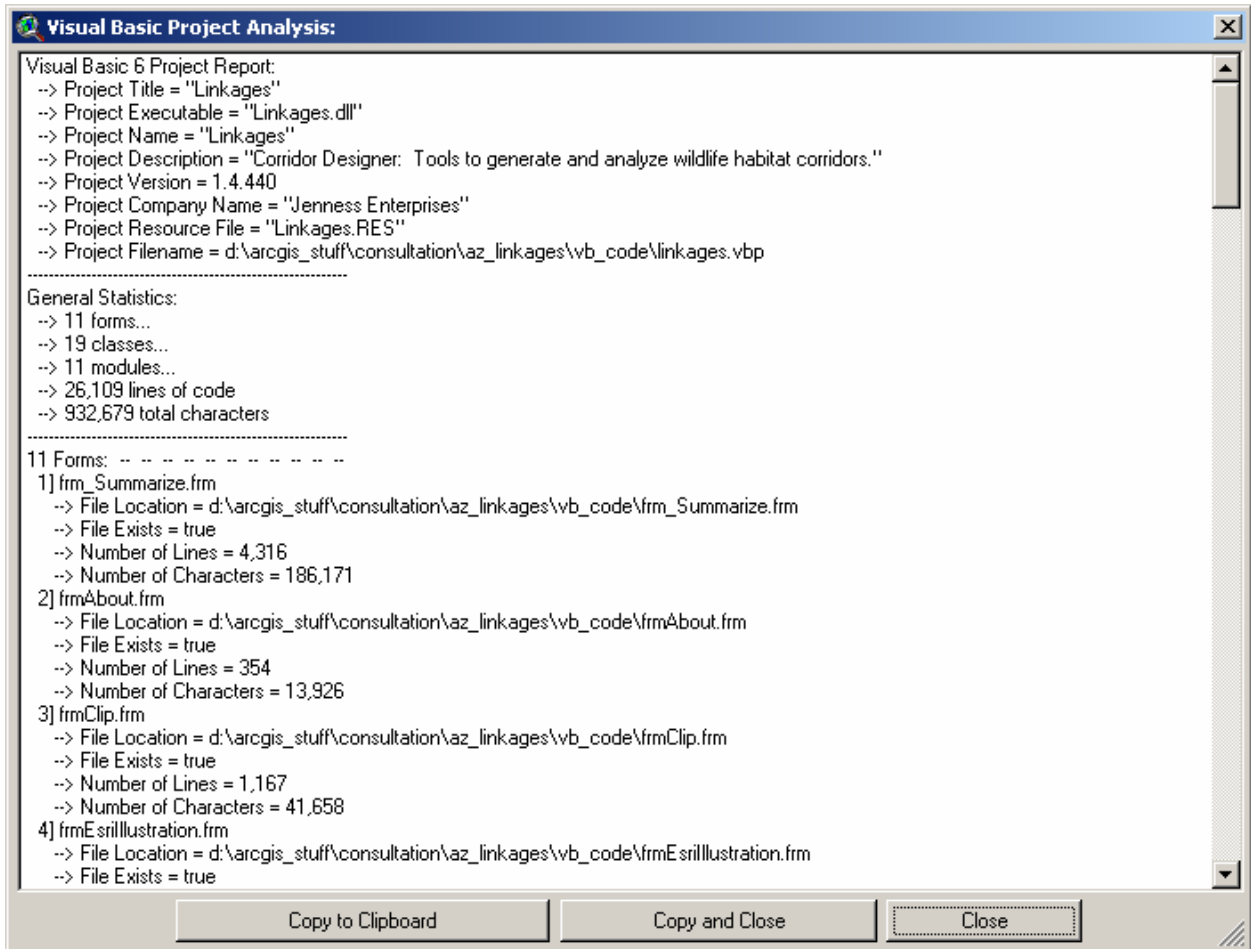 Visual Basic Project Analysis:
Visual Basic 6 Project Report:
--> Project Title = "Linkages"
--> Project Executable = "Linkages.dll"
--> Project Name = "Linkages"
--> Project Description = "Corridor Designer:  Tools to generate and analyze wildlife habitat corridors."
--> Project Version = 1.4.440
--> Project Company Name = "Jenness Enterprises"
--> Project Resource File = "Linkages.RES"
--> Project Filename = d:\arcgis_stuff\consultation\az_linkages\vb_code\linkages.vbp
-----------------------------------------------------------
General Statistics:
--> 11 forms...
--> 19 classes...
--> 11 modules...
--> 26,109 lines of code
--> 932,679 total characters
-----------------------------------------------------------
11 Forms:  -- -- -- -- -- -- -- -- -- -- --
1] frm_Summarize.frm
--> File Location = d:\arcgis_stuff\consultation\az_linkages\vb_code\frm_Summarize.frm
--> File Exists = true
--> Number of Lines = 4,316
--> Number of Characters = 186,171
2] frmAbout.frm
--> File Location = d:\arcgis_stuff\consultation\az_linkages\vb_code\frmAbout.frm
--> File Exists = true
--> Number of Lines = 354
--> Number of Characters = 13,926
3] frmClip.frm
--> File Location = d:\arcgis_stuff\consultation\az_linkages\vb_code\frmClip.frm
--> File Exists = true
--> Number of Lines = 1,167
--> Number of Characters = 41,658
4] frmEsriIllustration.frm
--> File Location = d:\arcgis_stuff\consultation\az_linkages\vb_code\frmEsriIllustration.frm
--> File Exists = true
Copy to Clipboard
Copy and Close
Close